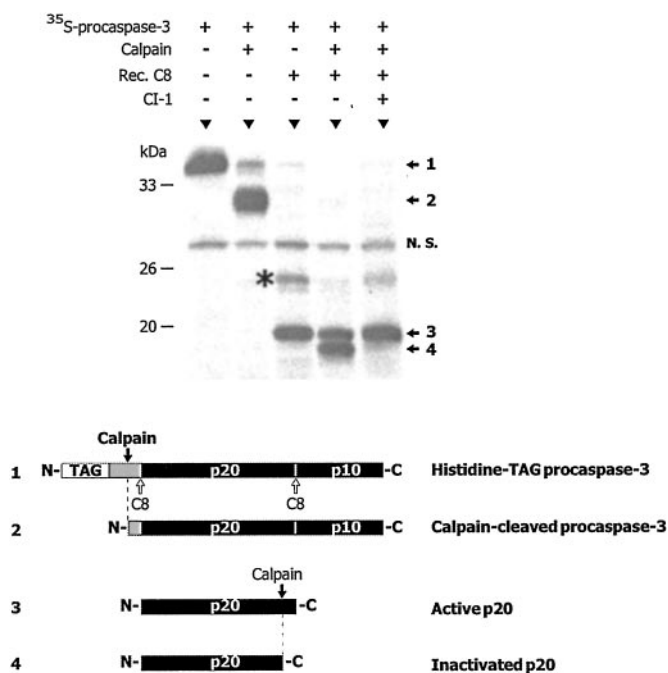 35S-procaspase-3 + + + + +
Calpain - + - + +
Rec. C8 - - + + +
CI-1 - - - - +
kDa
1
33
2
N. S.
26
*
20
3
4
Calpain
1 N- TAG p20 p10 -C Histidine-TAG procaspase-3
C8 C8
2 N- p20 p10 -C Calpain-cleaved procaspase-3
Calpain
3 N- p20 -C Active p20
4 N- p20 -C Inactivated p20